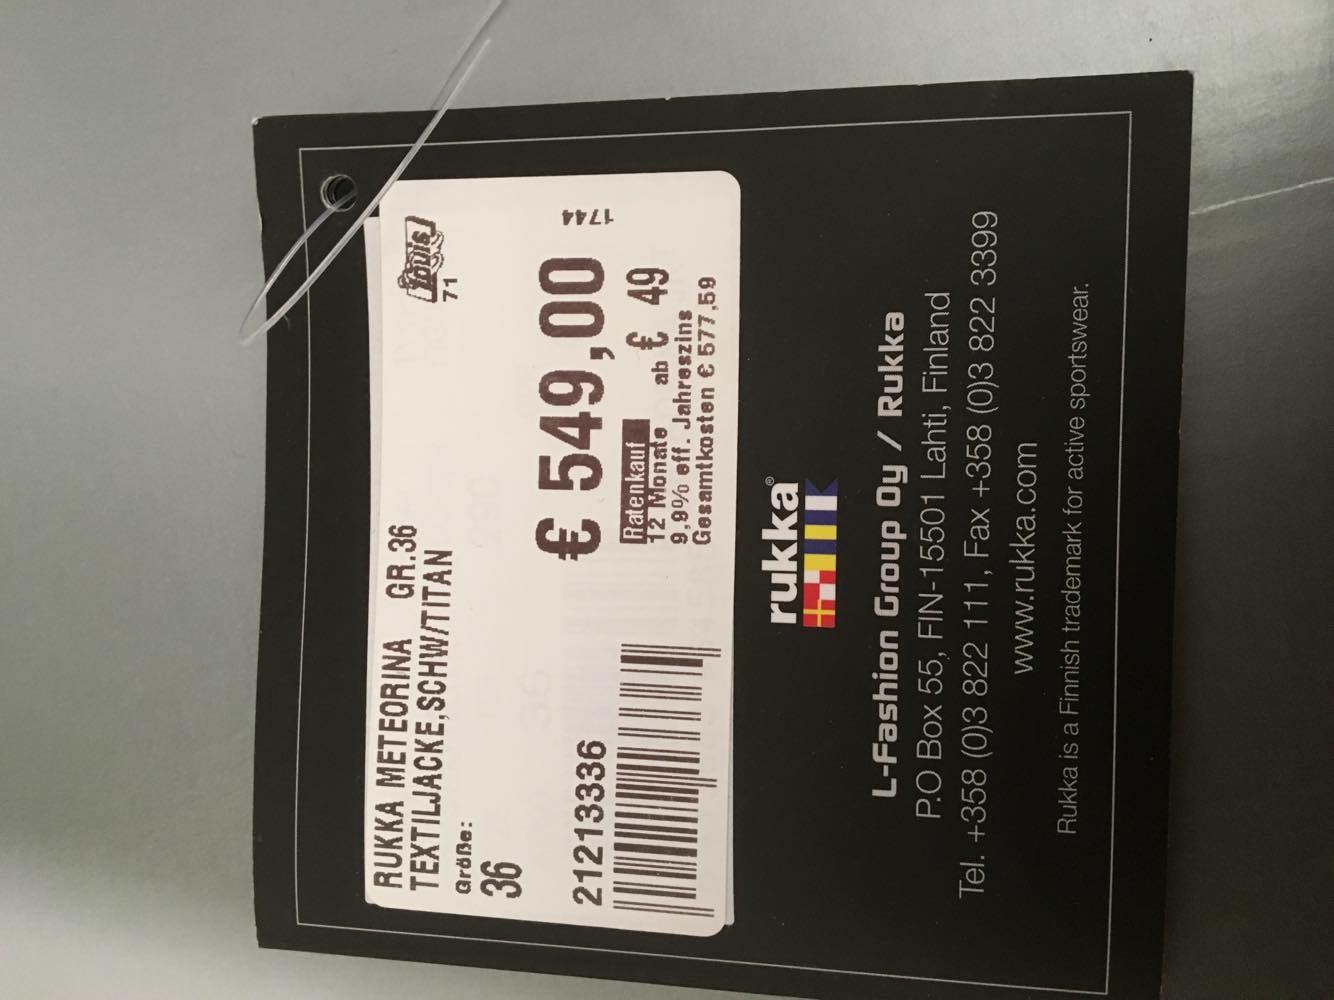 Louis
71
RUKKA METEORINA GR.36
TEXTILJACKE,SCHW/TITAN
Größe:
36
€ 549,00
1744
21213336
Ratenkauf
12 Monate ab € 49
9,9% eff. Jahreszins
Gesamtkosten € 577,59
rukka®
L-Fashion Group Oy / Rukka
P.O Box 55, FIN-15501 Lahti, Finland
Tel. +358 (0)3 822 111, Fax +358 (0)3 822 3399
www.rukka.com
Rukka is a Finnish trademark for active sportswear.